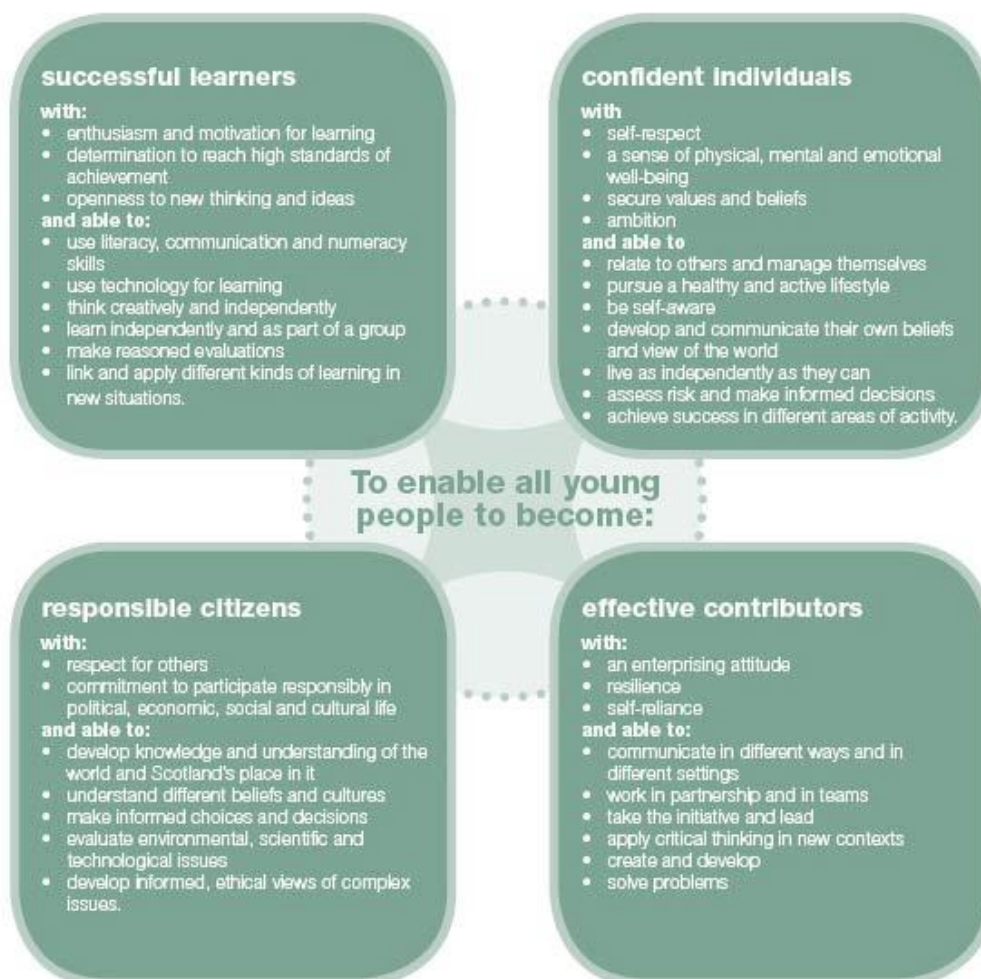 successful learners
with:
• enthusiasm and motivation for learning
• determination to reach high standards of
achievement
• openness to new thinking and ideas
and able to:
• use literacy, communication and numeracy
skills
• use technology for learning
• think creatively and independently
• learn independently and as part of a group
• make reasoned evaluations
• link and apply different kinds of learning in
new situations.
confident individuals
with
• self-respect
• a sense of physical, mental and emotional
well-being
• secure values and beliefs
• ambition
and able to
• relate to others and manage themselves
• pursue a healthy and active lifestyle
• be self-aware
• develop and communicate their own beliefs
and view of the world
• live as independently as they can
• assess risk and make informed decisions
• achieve success in different areas of activity.
To enable all young
people to become:
responsible citizens
with:
• respect for others
• commitment to participate responsibly in
political, economic, social and cultural life
and able to:
• develop knowledge and understanding of the
world and Scotland's place in it
• understand different beliefs and cultures
• make informed choices and decisions
• evaluate environmental, scientific and
technological issues
• develop informed, ethical views of complex
issues.
effective contributors
with:
• an enterprising attitude
• resilience
• self-reliance
and able to:
• communicate in different ways and in
different settings
• work in partnership and in teams
• take the initiative and lead
• apply critical thinking in new contexts
• create and develop
• solve problems